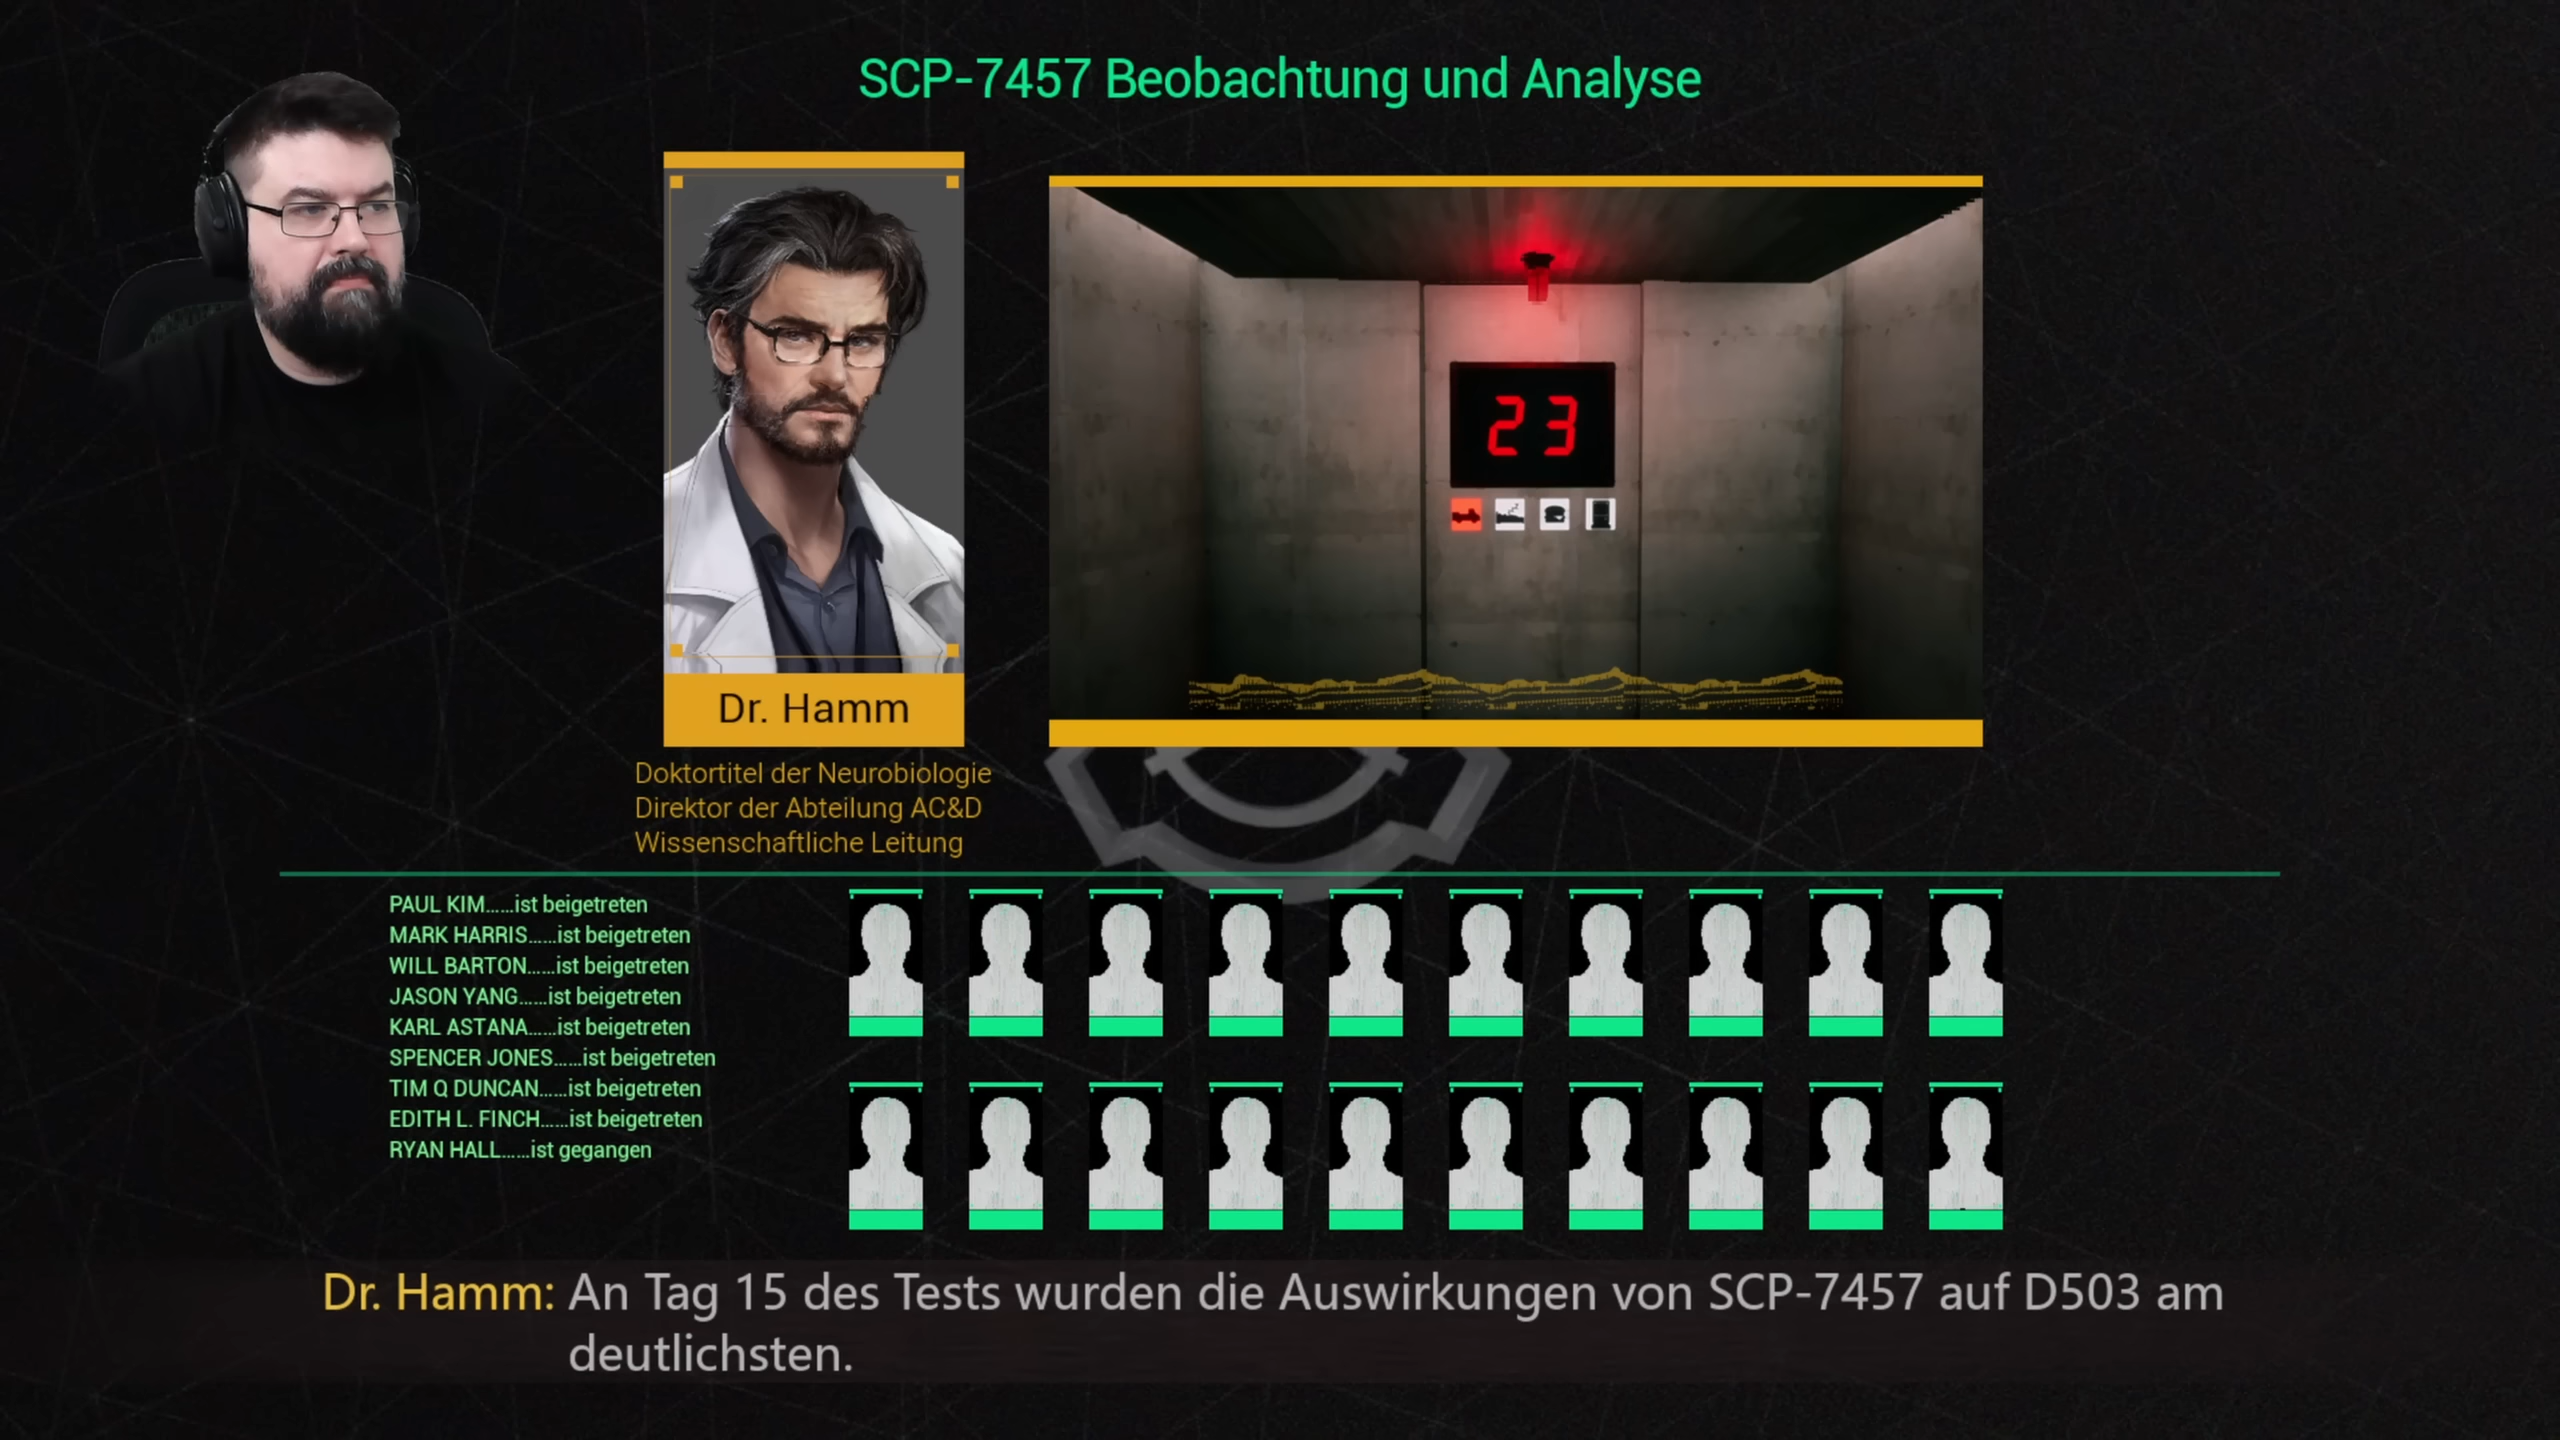 SCP-7457 Beobachtung und Analyse
23
Dr. Hamm
Doktortitel der Neurobiologie
Direktor der Abteilung AC&D
Wissenschaftliche Leitung
PAUL KIM......ist beigetreten
MARK HARRIS......ist beigetreten
WILL BARTON......ist beigetreten
JASON YANG......ist beigetreten
KARL ASTANA......ist beigetreten
SPENCER JONES......ist beigetreten
TIM Q DUNCAN......ist beigetreten
EDITH L. FINCH......ist beigetreten
RYAN HALL......ist gegangen
Dr. Hamm: An Tag 15 des Tests wurden die Auswirkungen von SCP-7457 auf D503 am
deutlichsten.